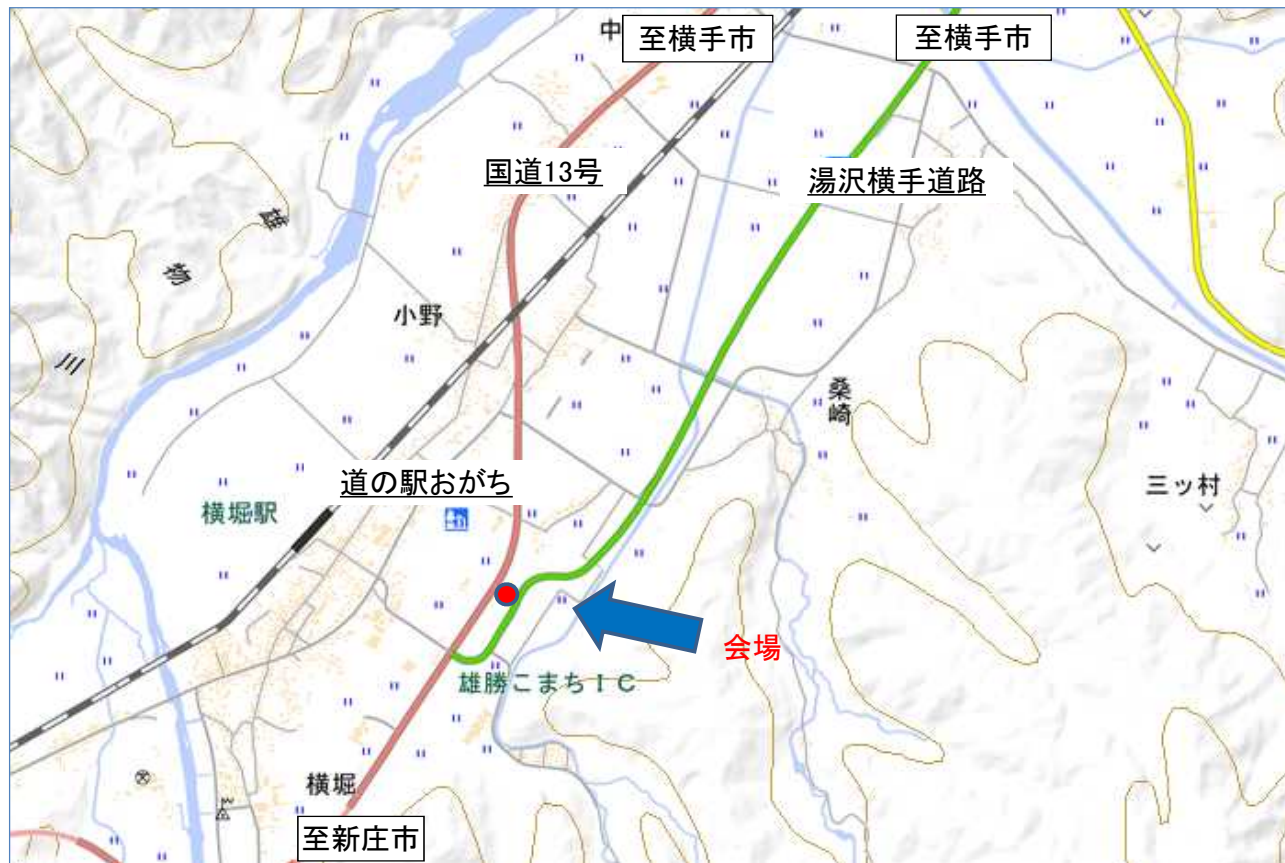 中
至横手市
至横手市
国道13号
湯沢横手道路
雄物川
小野
桑崎
道の駅おがち
三ッ村
横堀駅
会場
雄勝こまちIC
横堀
至新庄市